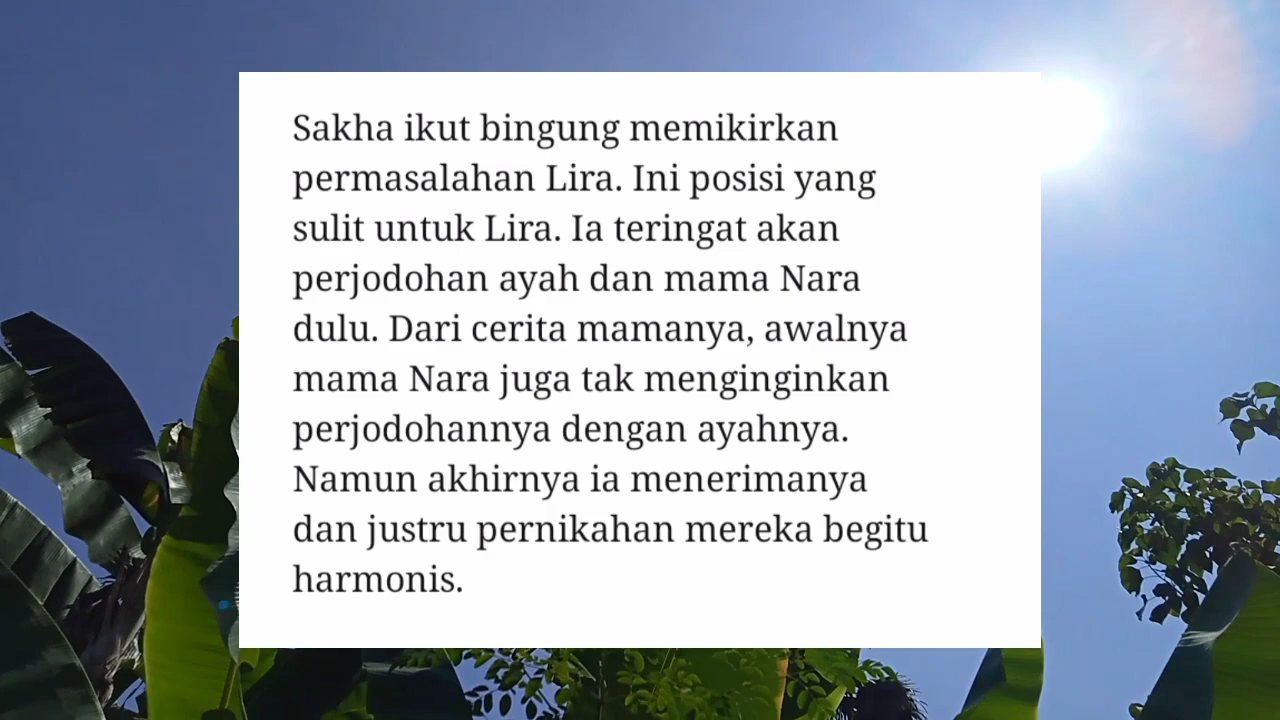 Sakha ikut bingung memikirkan
permasalahan Lira. Ini posisi yang
sulit untuk Lira. Ia teringat akan
perjodohan ayah dan mama Nara
dulu. Dari cerita mamanya, awalnya
mama Nara juga tak menginginkan
perjodohannya dengan ayahnya.
Namun akhirnya ia menerimanya
dan justru pernikahan mereka begitu
harmonis.